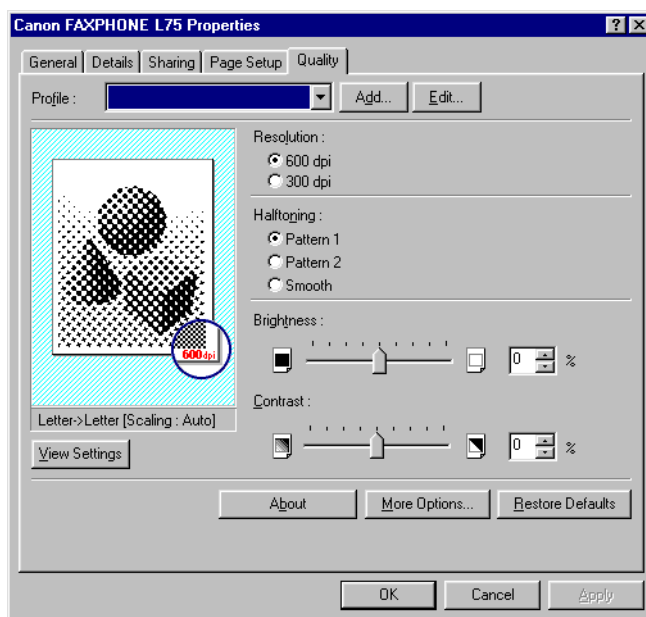 Canon FAXPHONE L75 Properties
General Details Sharing Page Setup Quality
Profile : Add... Edit...
Resolution :
600 dpi
300 dpi
Halftoning :
Pattern 1
Pattern 2
Smooth
600dpi
Brightness :
0 %
Letter->Letter [Scaling : Auto]
Contrast :
0 %
View Settings
About More Options... Restore Defaults
OK Cancel Apply